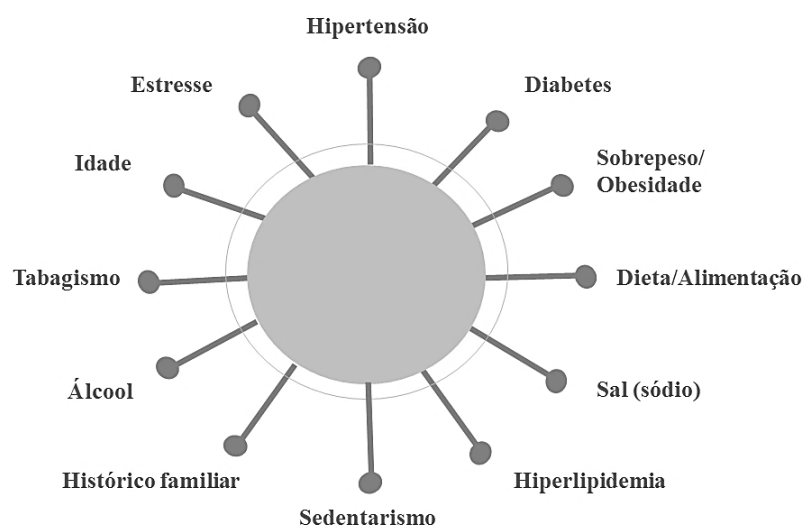 Hipertensão
Estresse
Diabetes
Idade
Sobrepeso/
Obesidade
Tabagismo
Dieta/Alimentação
Álcool
Sal (sódio)
Histórico familiar
Hiperlipidemia
Sedentarismo